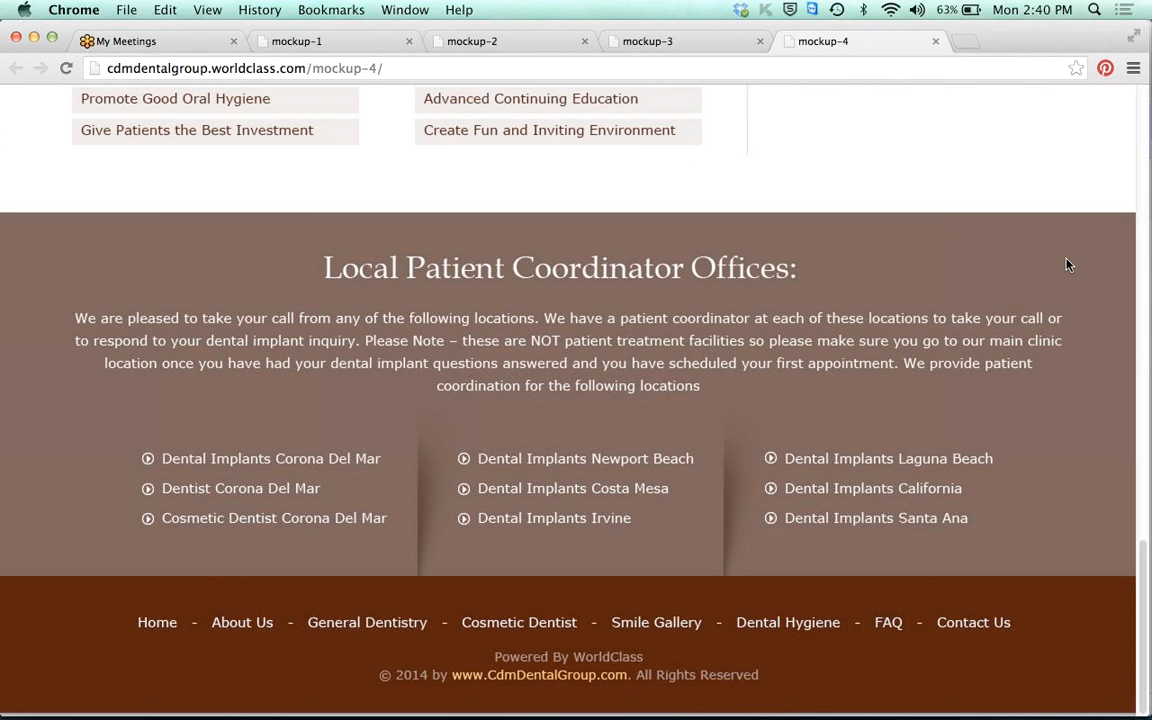 Chrome File Edit View History Bookmarks Window Help 63% Mon 2:40 PM
My Meetings mockup-1 mockup-2 mockup-3 mockup-4
cdmdentalgroup.worldclass.com/mockup-4/
Promote Good Oral Hygiene Advanced Continuing Education
Give Patients the Best Investment Create Fun and Inviting Environment
Local Patient Coordinator Offices:
We are pleased to take your call from any of the following locations. We have a patient coordinator at each of these locations to take your call or
to respond to your dental implant inquiry. Please Note – these are NOT patient treatment facilities so please make sure you go to our main clinic
location once you have had your dental implant questions answered and you have scheduled your first appointment. We provide patient
coordination for the following locations
Dental Implants Corona Del Mar Dental Implants Newport Beach Dental Implants Laguna Beach
Dentist Corona Del Mar Dental Implants Costa Mesa Dental Implants California
Cosmetic Dentist Corona Del Mar Dental Implants Irvine Dental Implants Santa Ana
Home - About Us - General Dentistry - Cosmetic Dentist - Smile Gallery - Dental Hygiene - FAQ - Contact Us
Powered By WorldClass
© 2014 by www.CdmDentalGroup.com. All Rights Reserved